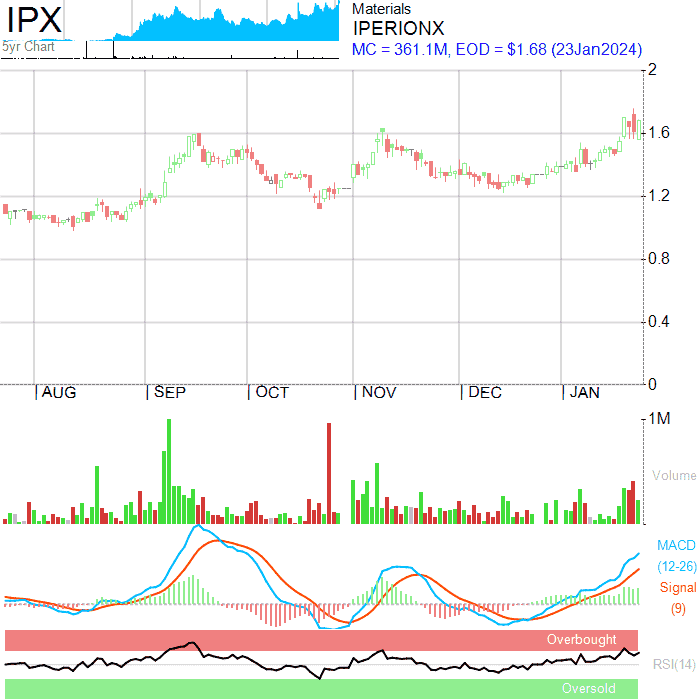 IPX
5yr Chart
Materials
IPERIONX
MC = 361.1M, EOD = $1.68 (23Jan2024)
2
1.6
1.2
0.8
0.4
0
AUG SEP OCT NOV DEC JAN
1M
Volume
MACD
(12-26)
Signal
(9)
Overbought
RSI(14)
Oversold